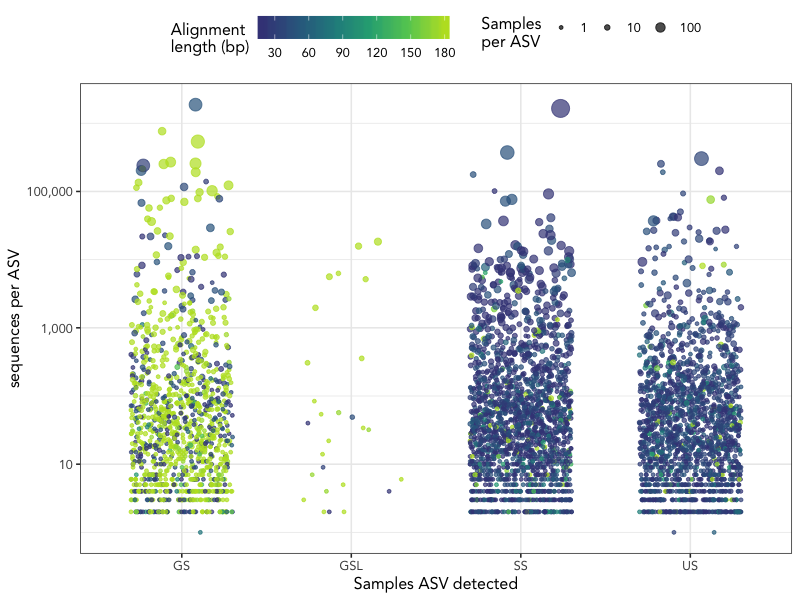 Alignment
length (bp)
30 60 90 120 150 180
Samples
per ASV
1 10 100
sequences per ASV
100,000
1,000
10
GS GSL SS US
Samples ASV detected